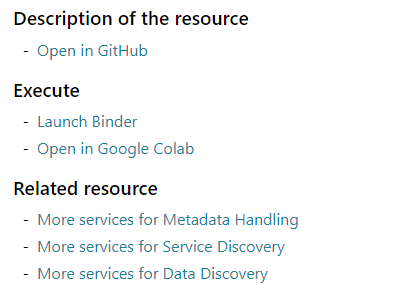 Description of the resource
- Open in GitHub
Execute
- Launch Binder
- Open in Google Colab
Related resource
- More services for Metadata Handling
- More services for Service Discovery
- More services for Data Discovery